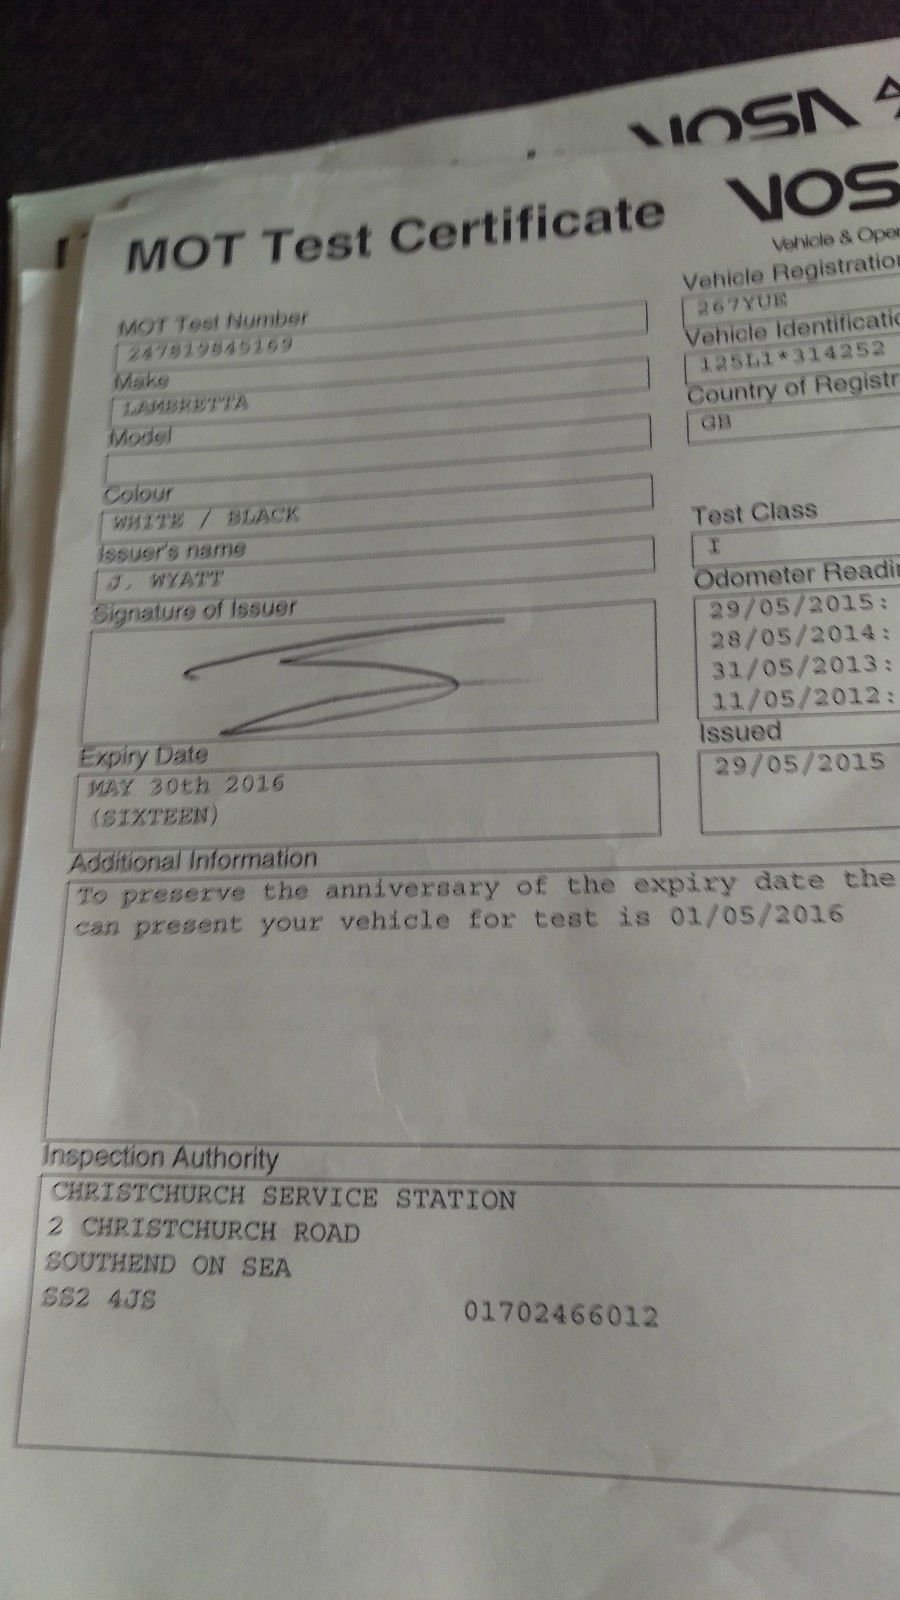 VOSA
MOT Test Certificate
VOS
Vehicle & Oper
MOT Test Number
247819845169
Make
LAMBRETTA
Model
Colour
WHITE / BLACK
Issuer's name
J. WYATT
Signature of Issuer
Expiry Date
MAY 30th 2016
(SIXTEEN)
Vehicle Registration
267YUE
Vehicle Identificatio
125L1*314252
Country of Registr
GB
Test Class
I
Odometer Readin
29/05/2015:
28/05/2014:
31/05/2013:
11/05/2012:
Issued
29/05/2015
Additional Information
To preserve the anniversary of the expiry date the
can present your vehicle for test is 01/05/2016
Inspection Authority
CHRISTCHURCH SERVICE STATION
2 CHRISTCHURCH ROAD
SOUTHEND ON SEA
SS2 4JS
01702466012